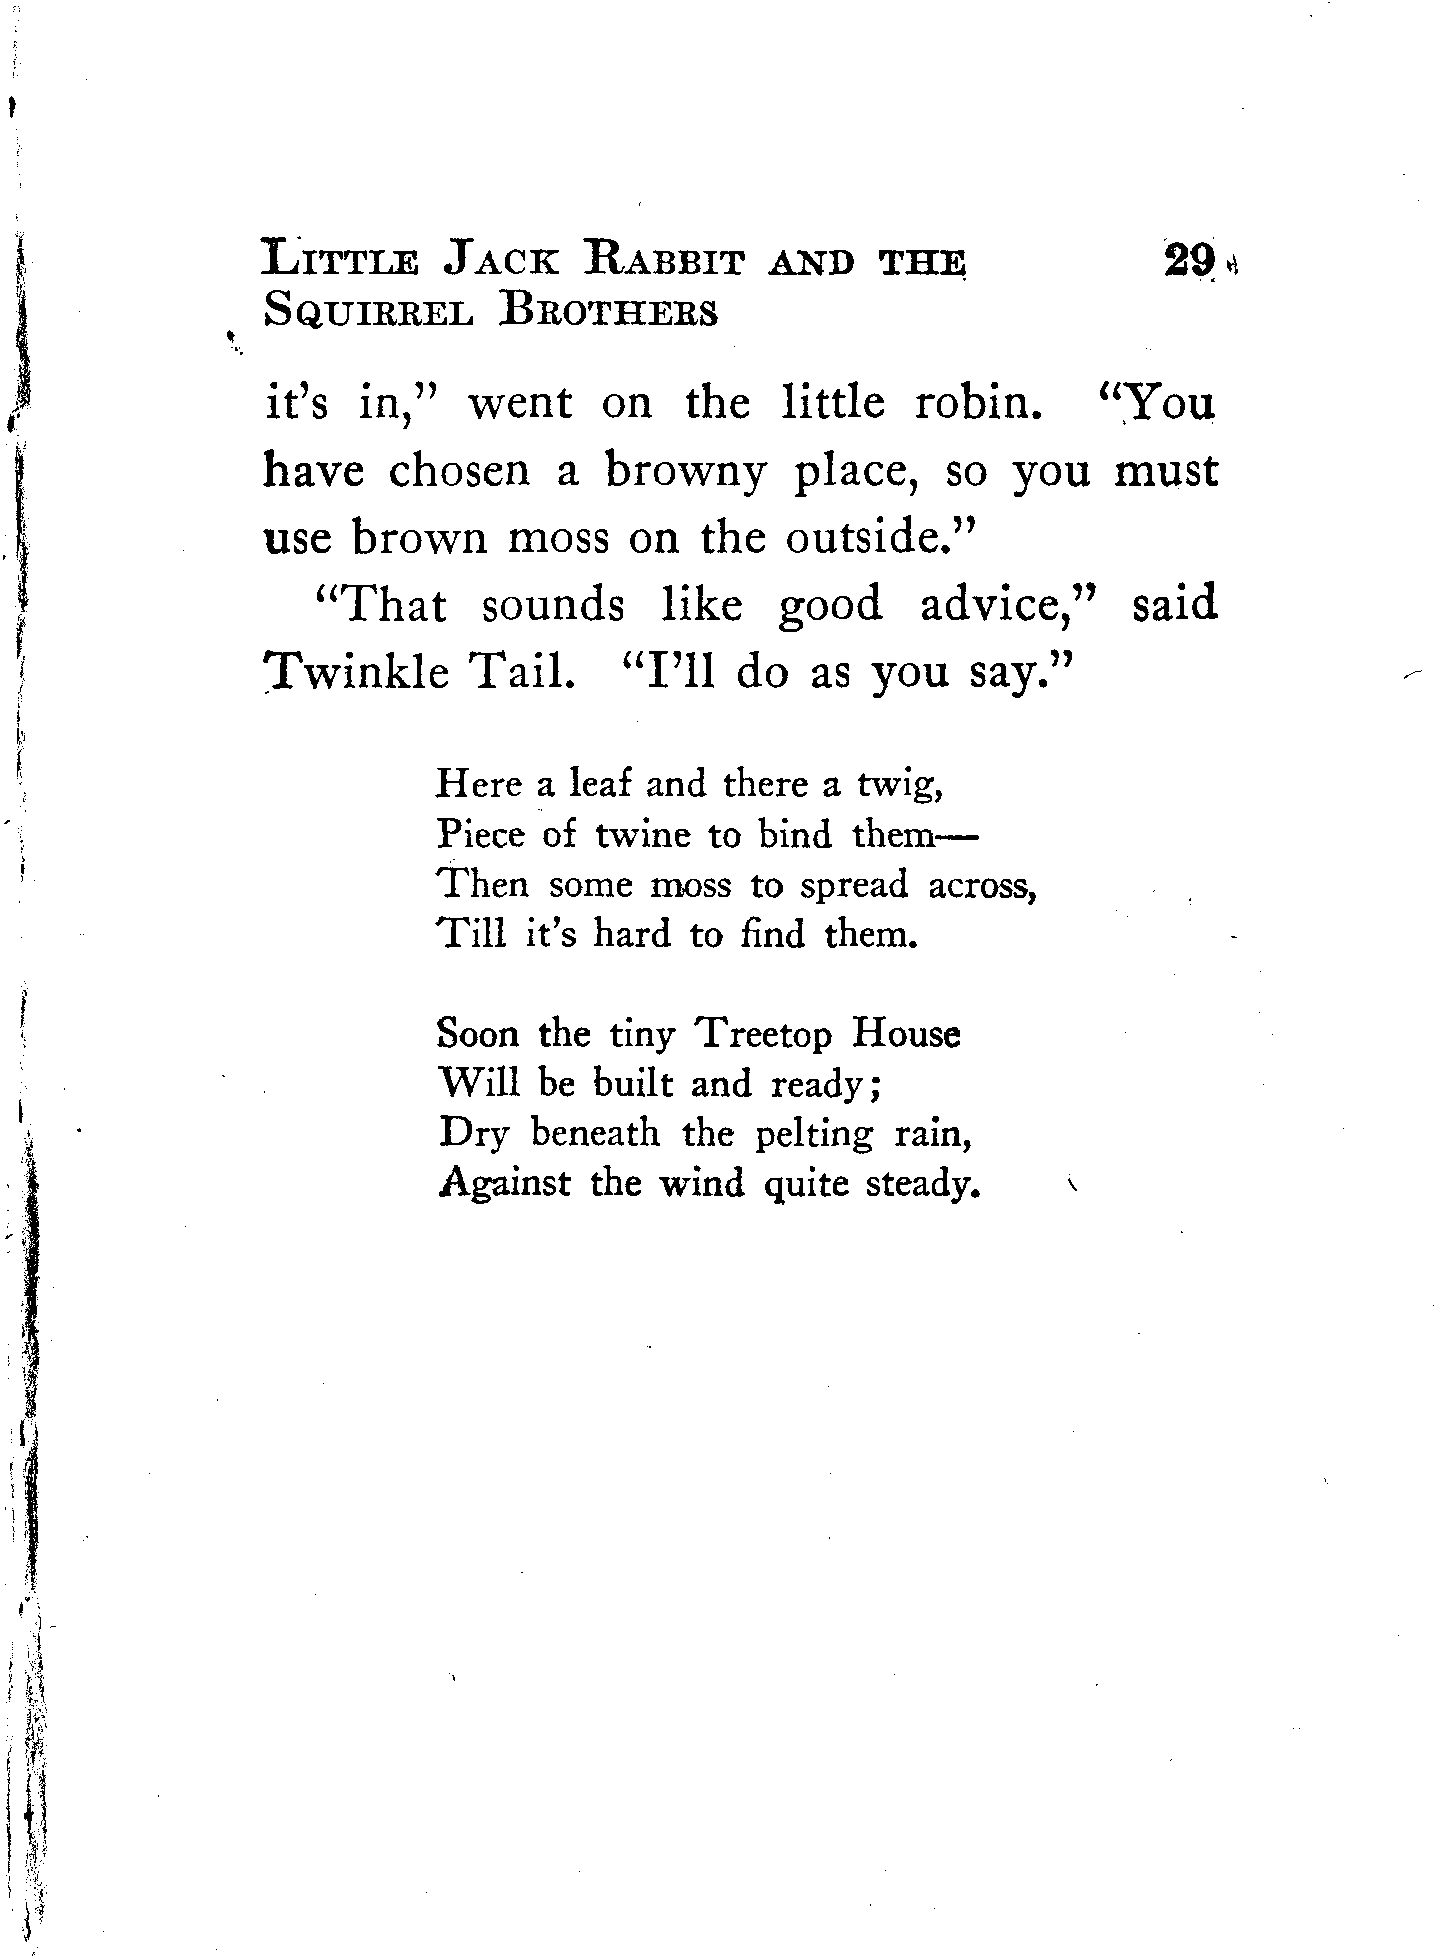 LITTLE JACK RABBIT AND THE 29
SQUIRREL BROTHERS
it's in,” went on the little robin. “You
have chosen a browny place, so you must
use brown moss on the outside.”
“That sounds like good advice,” said
Twinkle Tail. “I'll do as you say.”
Here a leaf and there a twig,
Piece of twine to bind them—
Then some moss to spread across,
Till it's hard to find them.
Soon the tiny Treetop House
Will be built and ready;
Dry beneath the pelting rain,
Against the wind quite steady.